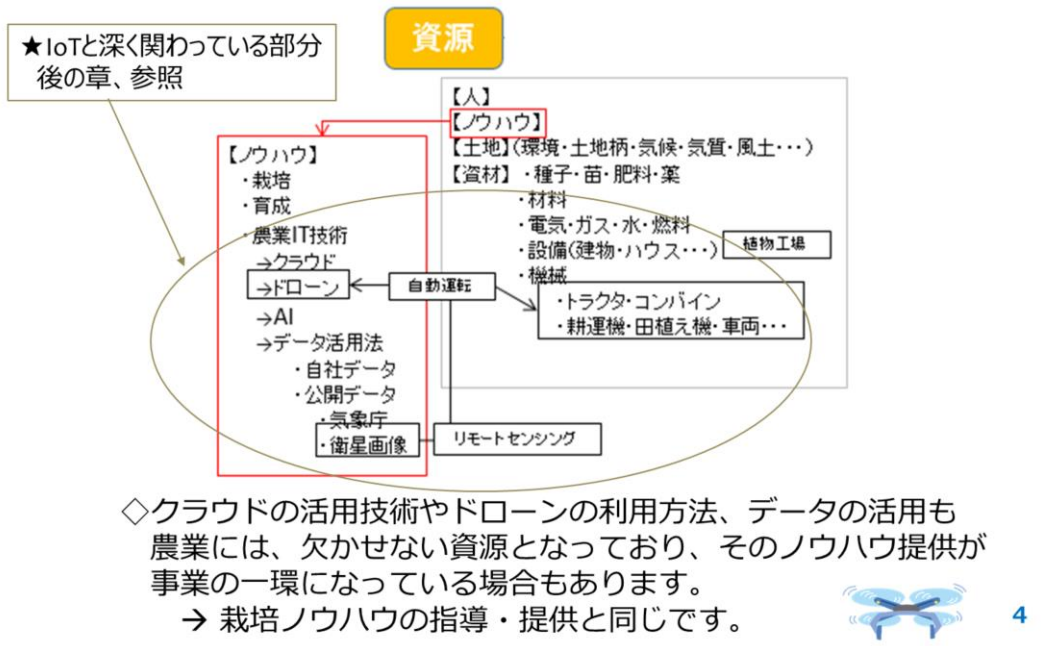 資源
★IoTと深く関わっている部分
後の章、参照
【人】
【ノウハウ】
【土地】(環境・土地柄・気候・気質・風土・・・)
【資材】・種子・苗・肥料・薬
・材料
・電気・ガス・水・燃料
・設備(建物・ハウス・・・)
植物工場
・機械
・トラクタ・コンバイン
・耕運機・田植え機・車両・・・
【ノウハウ】
・栽培
・育成
・農業IT技術
→クラウド
→ドローン
自動運転
→AI
→データ活用法
・自社データ
・公開データ
・気象庁
・衛星画像
リモートセンシング
◇クラウドの活用技術やドローンの利用方法、データの活用も
農業には、欠かせない資源となっており、そのノウハウ提供が
事業の一環になっている場合もあります。
→ 栽培ノウハウの指導・提供と同じです。
4